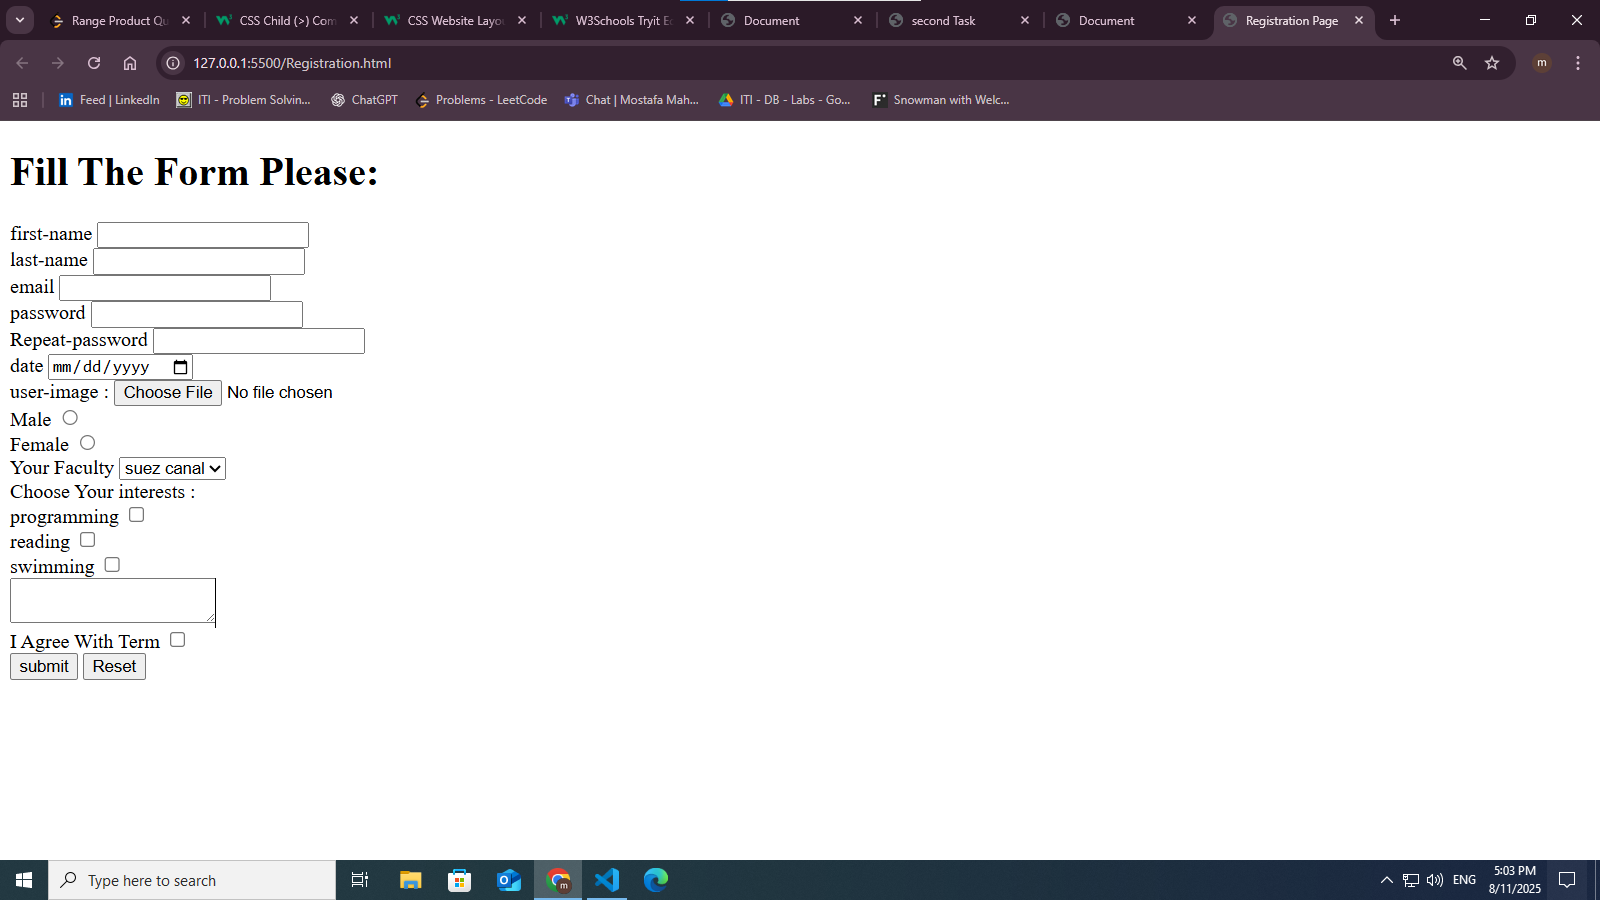 Range Product Qu
CSS Child (>) Com
CSS Website Layou
W3Schools Tryit Ed
Document
second Task
Document
Registration Page
127.0.0.1:5500/Registration.html
m
Feed | LinkedIn
ITI - Problem Solvin...
ChatGPT
Problems - LeetCode
Chat | Mostafa Mah...
ITI - DB - Labs - Go...
Snowman with Welc...
Fill The Form Please:
first-name
last-name
email
password
Repeat-password
date mm/dd/yyyy
user-image : Choose File No file chosen
Male
Female
Your Faculty suez canal
Choose Your interests :
programming
reading
swimming
I Agree With Term
submit Reset
Type here to search
ENG
5:03 PM
8/11/2025